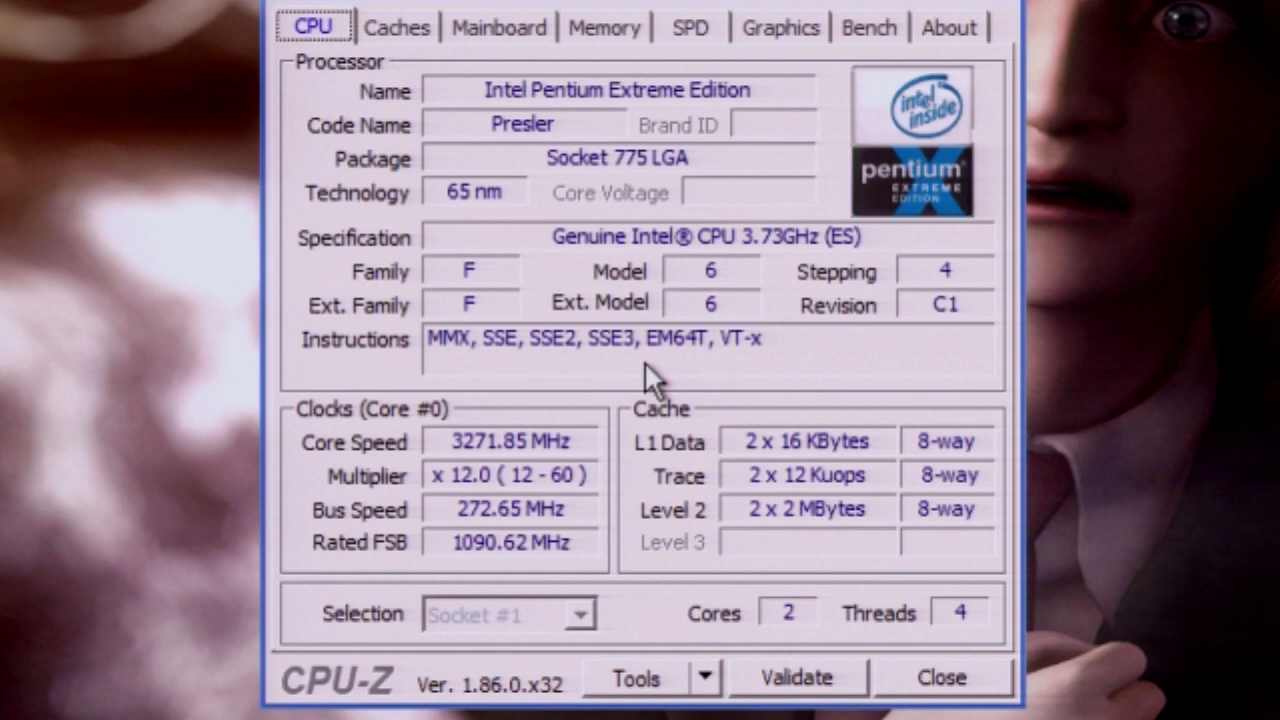 CPU Caches Mainboard Memory SPD Graphics Bench About
Processor
Name Intel Pentium Extreme Edition
Code Name Presler Brand ID
Package Socket 775 LGA
Technology 65 nm Core Voltage
intel inside
pentium
EXTREME
EDITION
Specification Genuine Intel® CPU 3.73GHz (ES)
Family F Model 6 Stepping 4
Ext. Family F Ext. Model 6 Revision C1
Instructions MMX, SSE, SSE2, SSE3, EM64T, VT-x
Clocks (Core #0)
Core Speed 3271.85 MHz
Multiplier x 12.0 ( 12 - 60 )
Bus Speed 272.65 MHz
Rated FSB 1090.62 MHz
Cache
L1 Data 2 x 16 KBytes 8-way
Trace 2 x 12 Kuops 8-way
Level 2 2 x 2 MBytes 8-way
Level 3
Selection Socket #1 Cores 2 Threads 4
CPU-Z Ver. 1.86.0.x32 Tools Validate Close